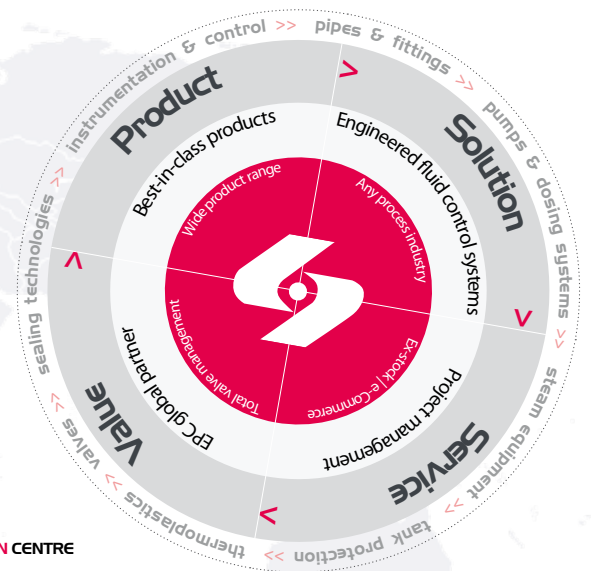 instrumentation & control >> pipes & fittings >> pumps & dosing systems >> steam equipment >> tank protection >> thermoplastics >> valves >> sealing technologies >>
Product
>
Solution
>
Service
>
Value
>
Best-in-class products
Engineered fluid control systems
Project management
EPC global partner
Wide product range
Any process industry
Ex-stock | e-Commerce
Total valve management
N CENTRE